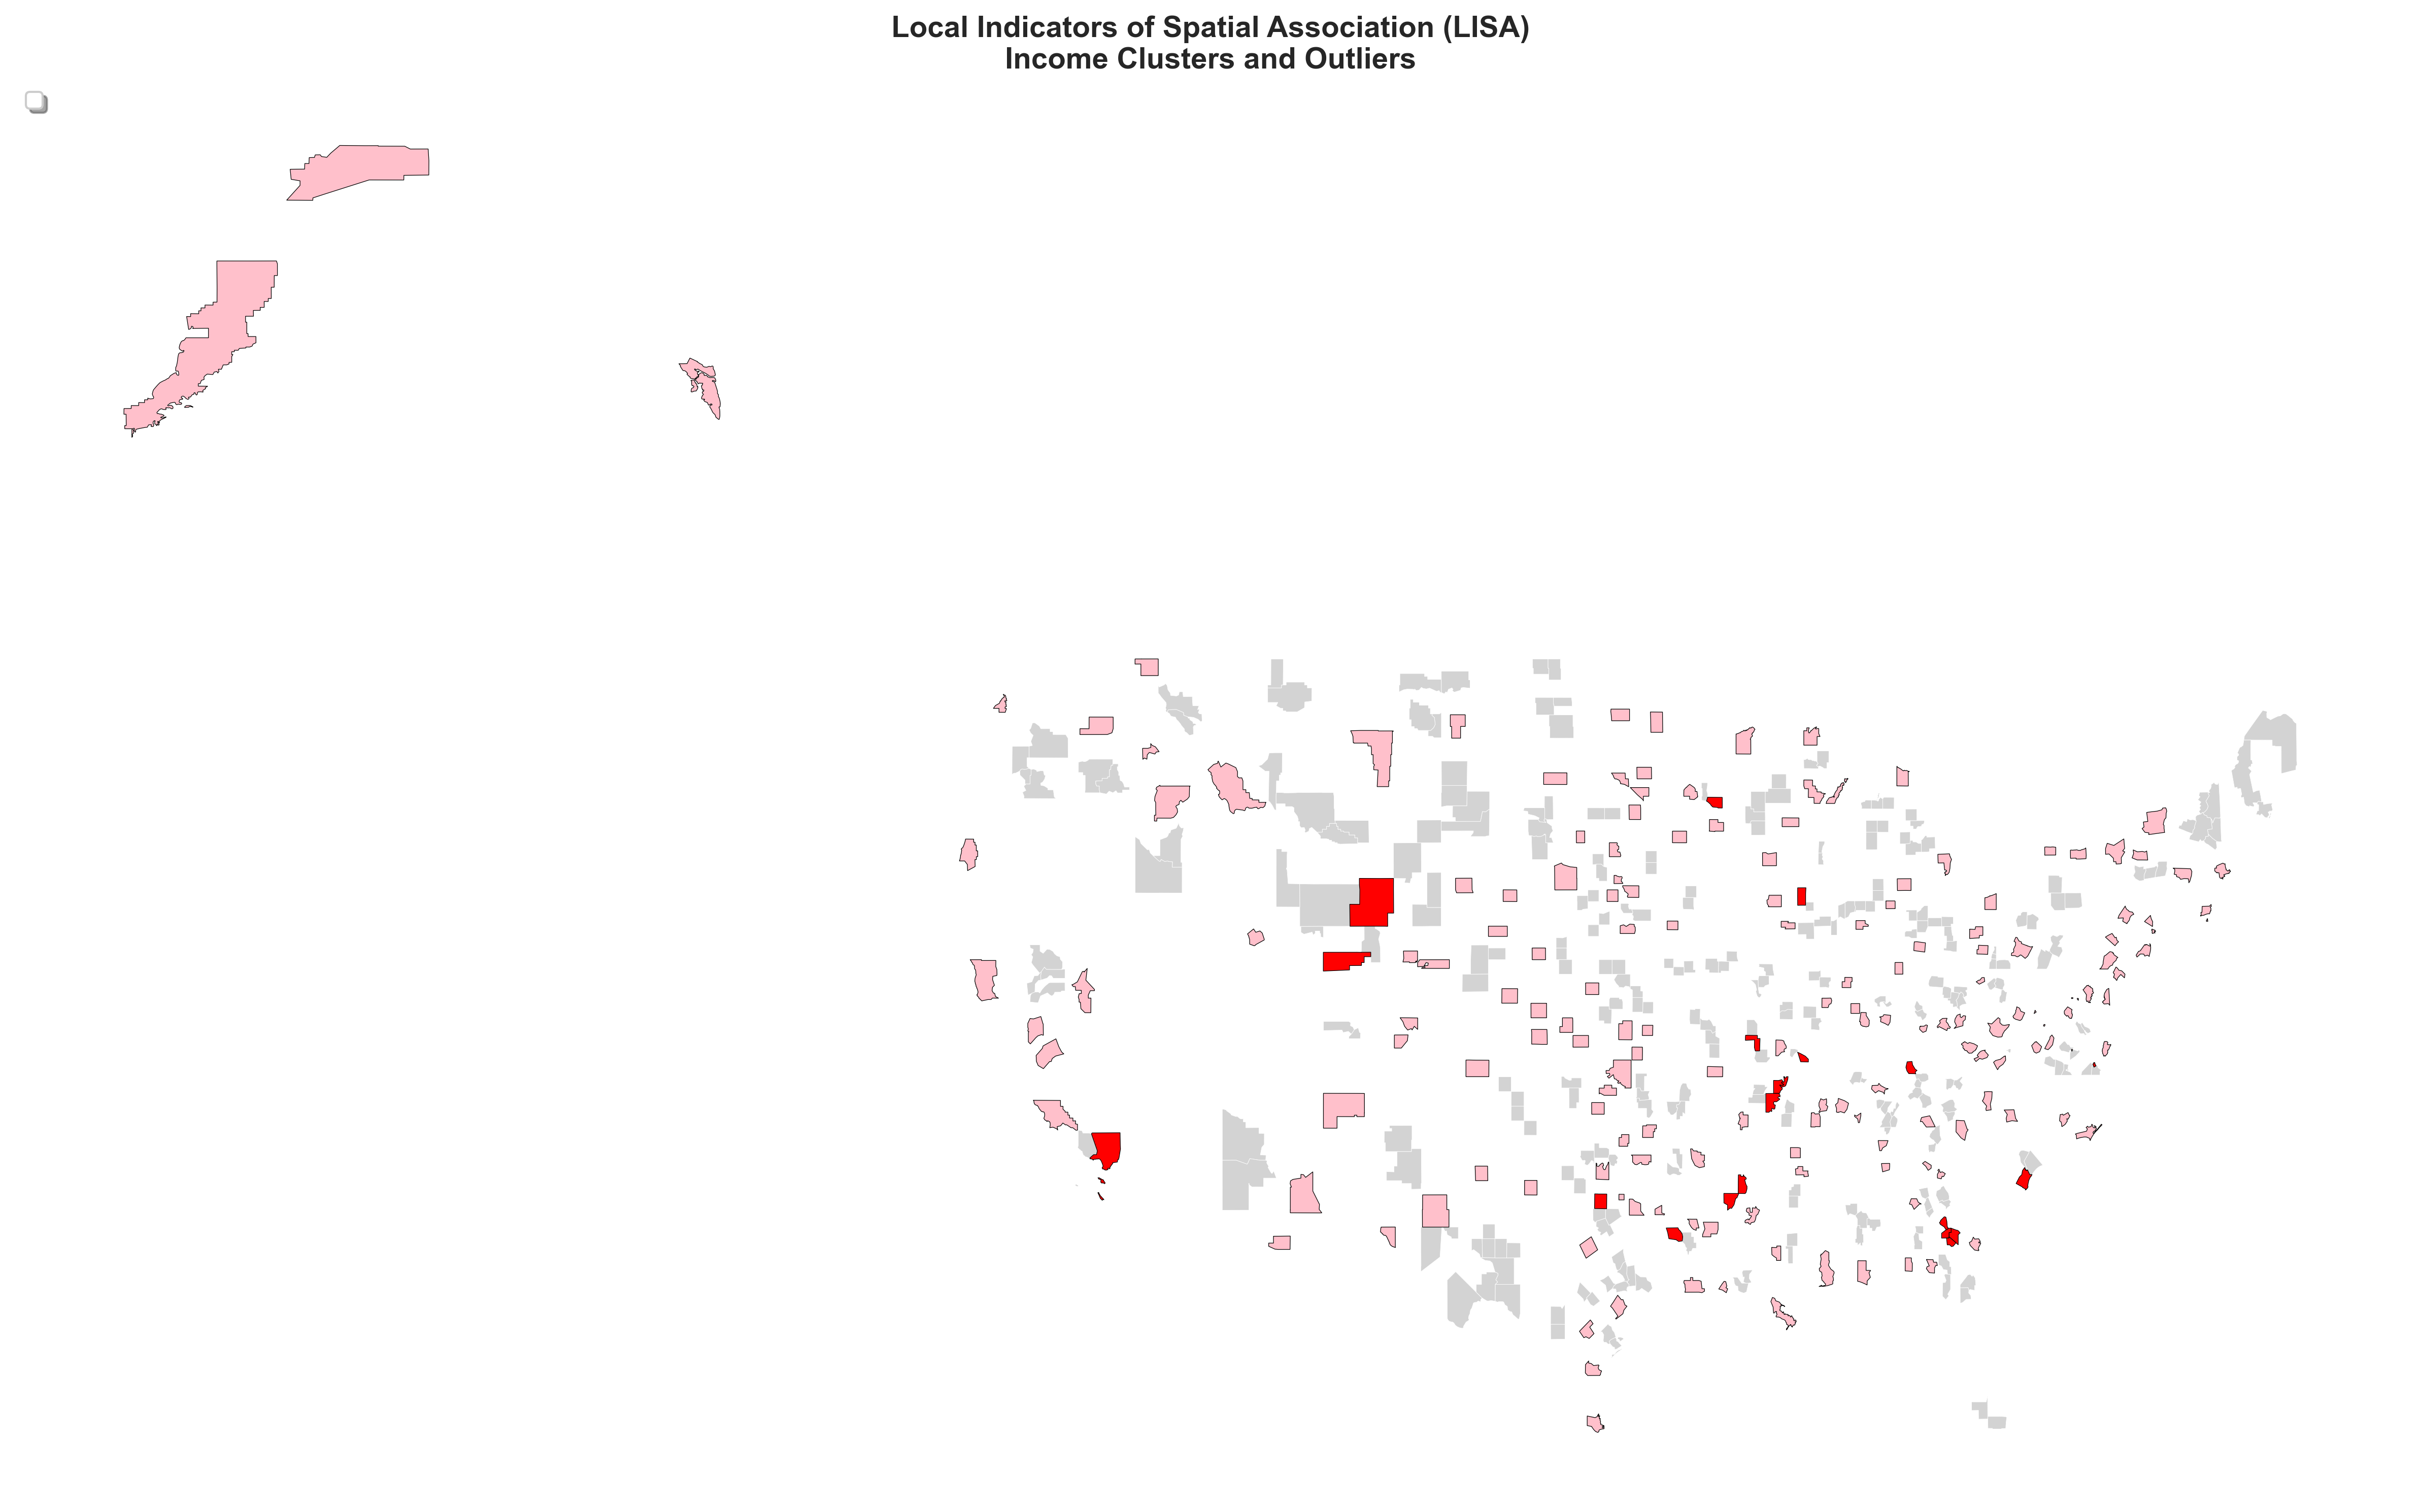 Local Indicators of Spatial Association (LISA)
Income Clusters and Outliers